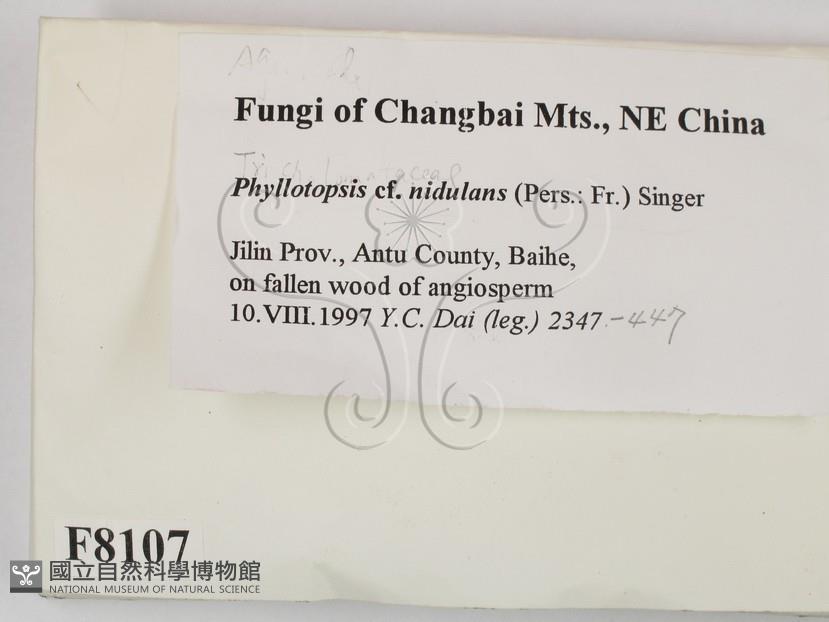 Fungi of Changbai Mts., NE China
Tricholomataceae
Phyllotopsis cf. nidulans (Pers.: Fr.) Singer
Jilin Prov., Antu County, Baihe,
on fallen wood of angiosperm
10.VIII.1997 Y.C. Dai (leg.) 2347-447
F8107
國立自然科學博物館
NATIONAL MUSEUM OF NATURAL SCIENCE